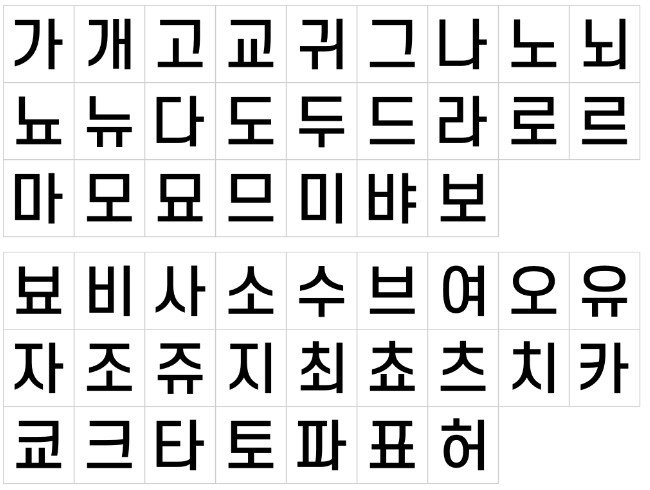 가 개 고 교 귀 그 나 노 뇌
뇨 뉴 다 도 두 드 라 로 르
마 모 묘 므 미 뱌 보
뵤 비 사 소 수 브 여 오 유
자 조 쥬 지 최 쵸 츠 치 카
쿄 크 타 토 파 표 허